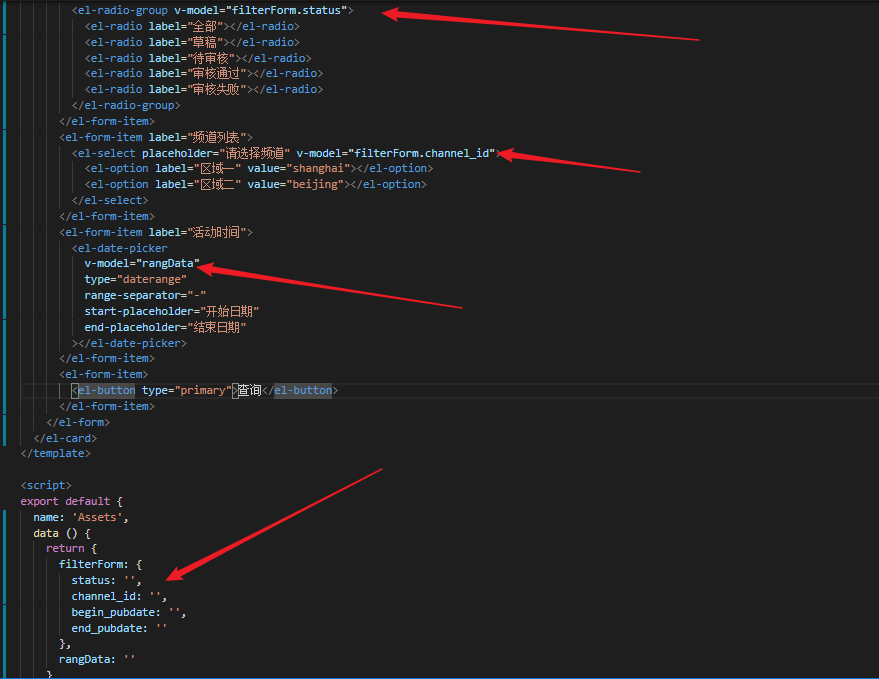 <el-radio-group v-model="filterForm.status">
<el-radio label="全部"></el-radio>
<el-radio label="草稿"></el-radio>
<el-radio label="待审核"></el-radio>
<el-radio label="审核通过"></el-radio>
<el-radio label="审核失败"></el-radio>
</el-radio-group>
</el-form-item>
<el-form-item label="频道列表">
<el-select placeholder="请选择频道" v-model="filterForm.channel_id">
<el-option label="区域一" value="shanghai"></el-option>
<el-option label="区域二" value="beijing"></el-option>
</el-select>
</el-form-item>
<el-form-item label="活动时间">
<el-date-picker
v-model="rangData"
type="daterange"
range-separator="-"
start-placeholder="开始日期"
end-placeholder="结束日期"
></el-date-picker>
</el-form-item>
<el-form-item>
<el-button type="primary">查询</el-button>
</el-form-item>
</el-form>
</el-card>
</template>
<script>
export default {
name: 'Assets',
data () {
return {
filterForm: {
status: '',
channel_id: '',
begin_pubdate: '',
end_pubdate: ''
},
rangData: ''
}